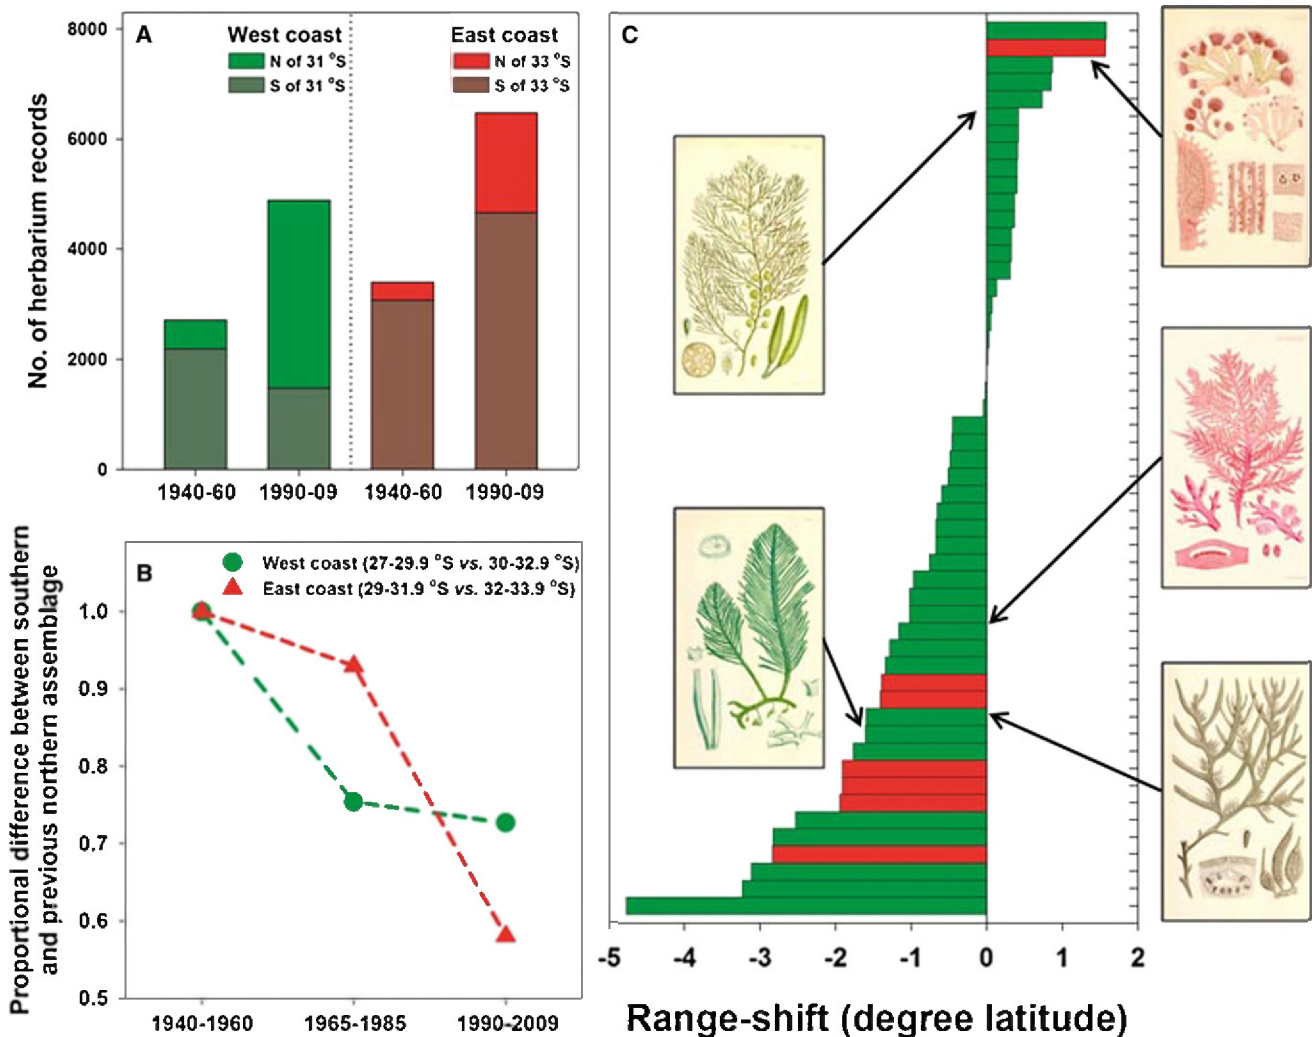 A
West coast
N of 31 °S
S of 31 °S
East coast
N of 33 °S
S of 33 °S
No. of herbarium records
8000
6000
4000
2000
0
1940-60
1990-09
1940-60
1990-09
B
West coast (27-29.9 °S vs. 30-32.9 °S)
East coast (29-31.9 °S vs. 32-33.9 °S)
Proportional difference between southern
and previous northern assemblage
1.0
0.9
0.8
0.7
0.6
0.5
1940-1960
1965-1985
1990-2009
C
-5
-4
-3
-2
-1
0
1
2
Range-shift (degree latitude)